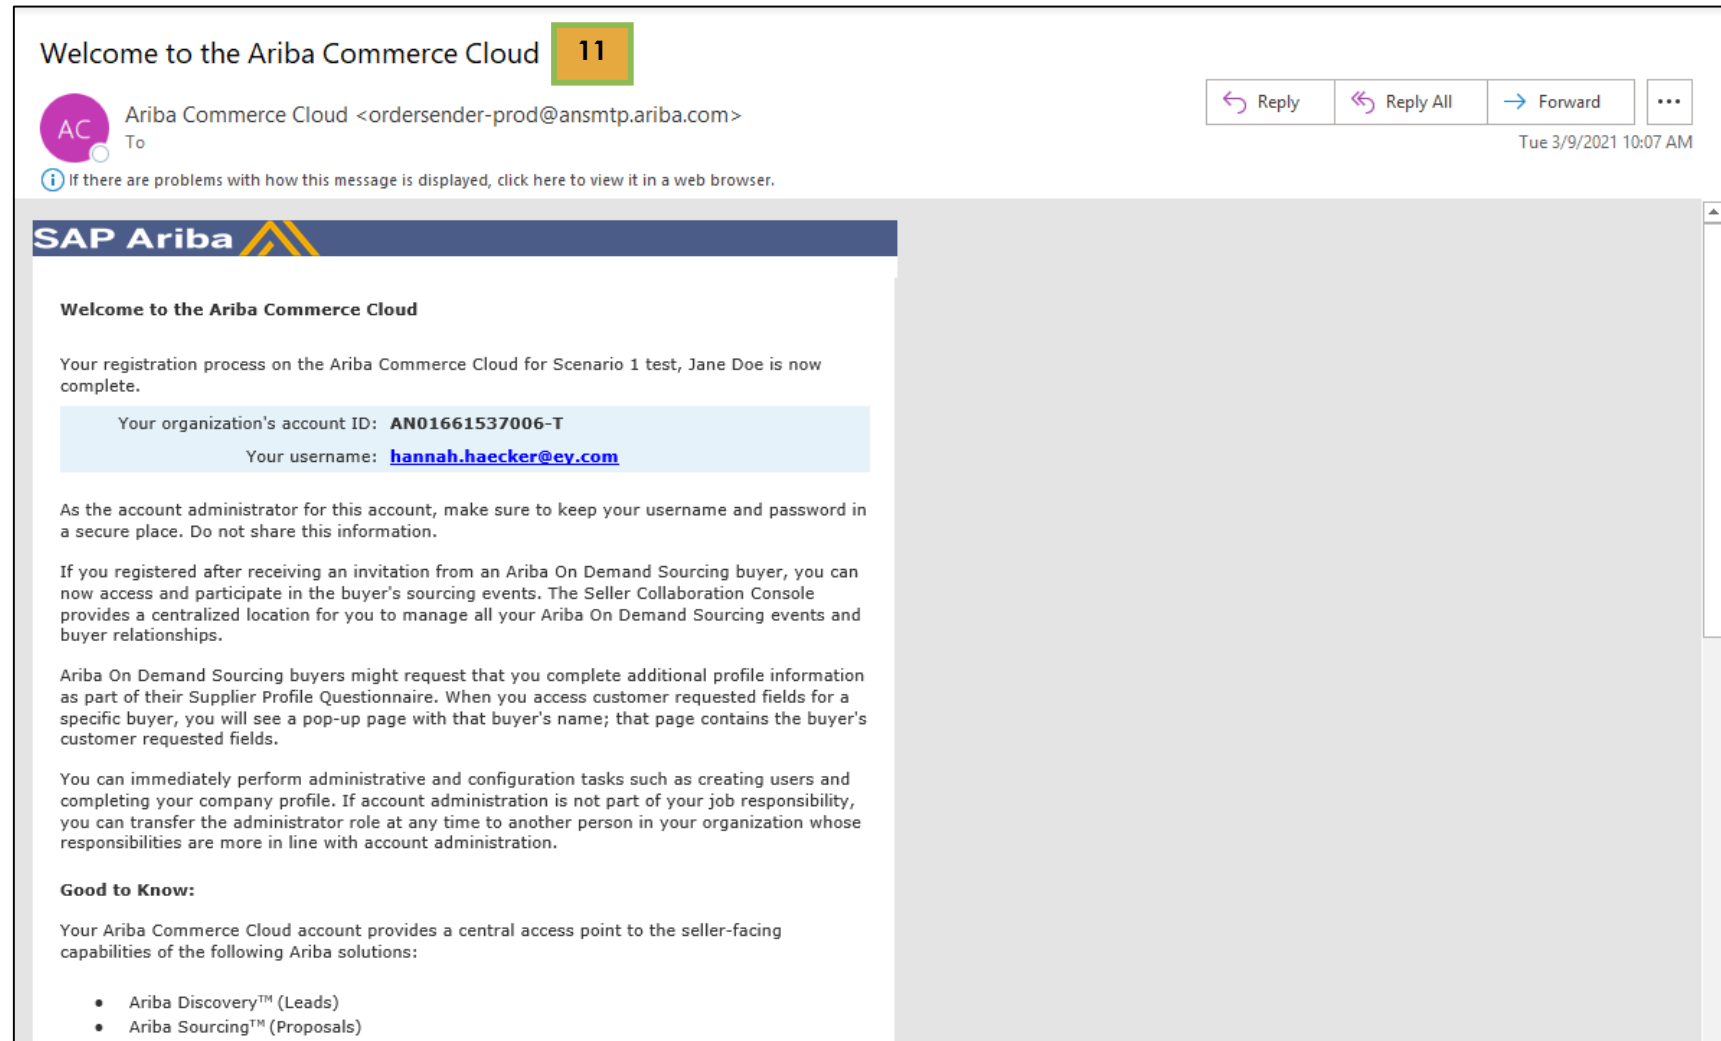 Welcome to the Ariba Commerce Cloud
11
AC
Ariba Commerce Cloud <ordersender-prod@ansmtp.ariba.com>
To
Reply
Reply All
Forward
...
Tue 3/9/2021 10:07 AM
If there are problems with how this message is displayed, click here to view it in a web browser.
SAP Ariba
Welcome to the Ariba Commerce Cloud
Your registration process on the Ariba Commerce Cloud for Scenario 1 test, Jane Doe is now
complete.
Your organization's account ID: AN01661537006-T
Your username: hannah.haecker@ey.com
As the account administrator for this account, make sure to keep your username and password in
a secure place. Do not share this information.
If you registered after receiving an invitation from an Ariba On Demand Sourcing buyer, you can
now access and participate in the buyer's sourcing events. The Seller Collaboration Console
provides a centralized location for you to manage all your Ariba On Demand Sourcing events and
buyer relationships.
Ariba On Demand Sourcing buyers might request that you complete additional profile information
as part of their Supplier Profile Questionnaire. When you access customer requested fields for a
specific buyer, you will see a pop-up page with that buyer's name; that page contains the buyer's
customer requested fields.
You can immediately perform administrative and configuration tasks such as creating users and
completing your company profile. If account administration is not part of your job responsibility,
you can transfer the administrator role at any time to another person in your organization whose
responsibilities are more in line with account administration.
Good to Know:
Your Ariba Commerce Cloud account provides a central access point to the seller-facing
capabilities of the following Ariba solutions:
• Ariba Discovery™ (Leads)
• Ariba Sourcing™ (Proposals)